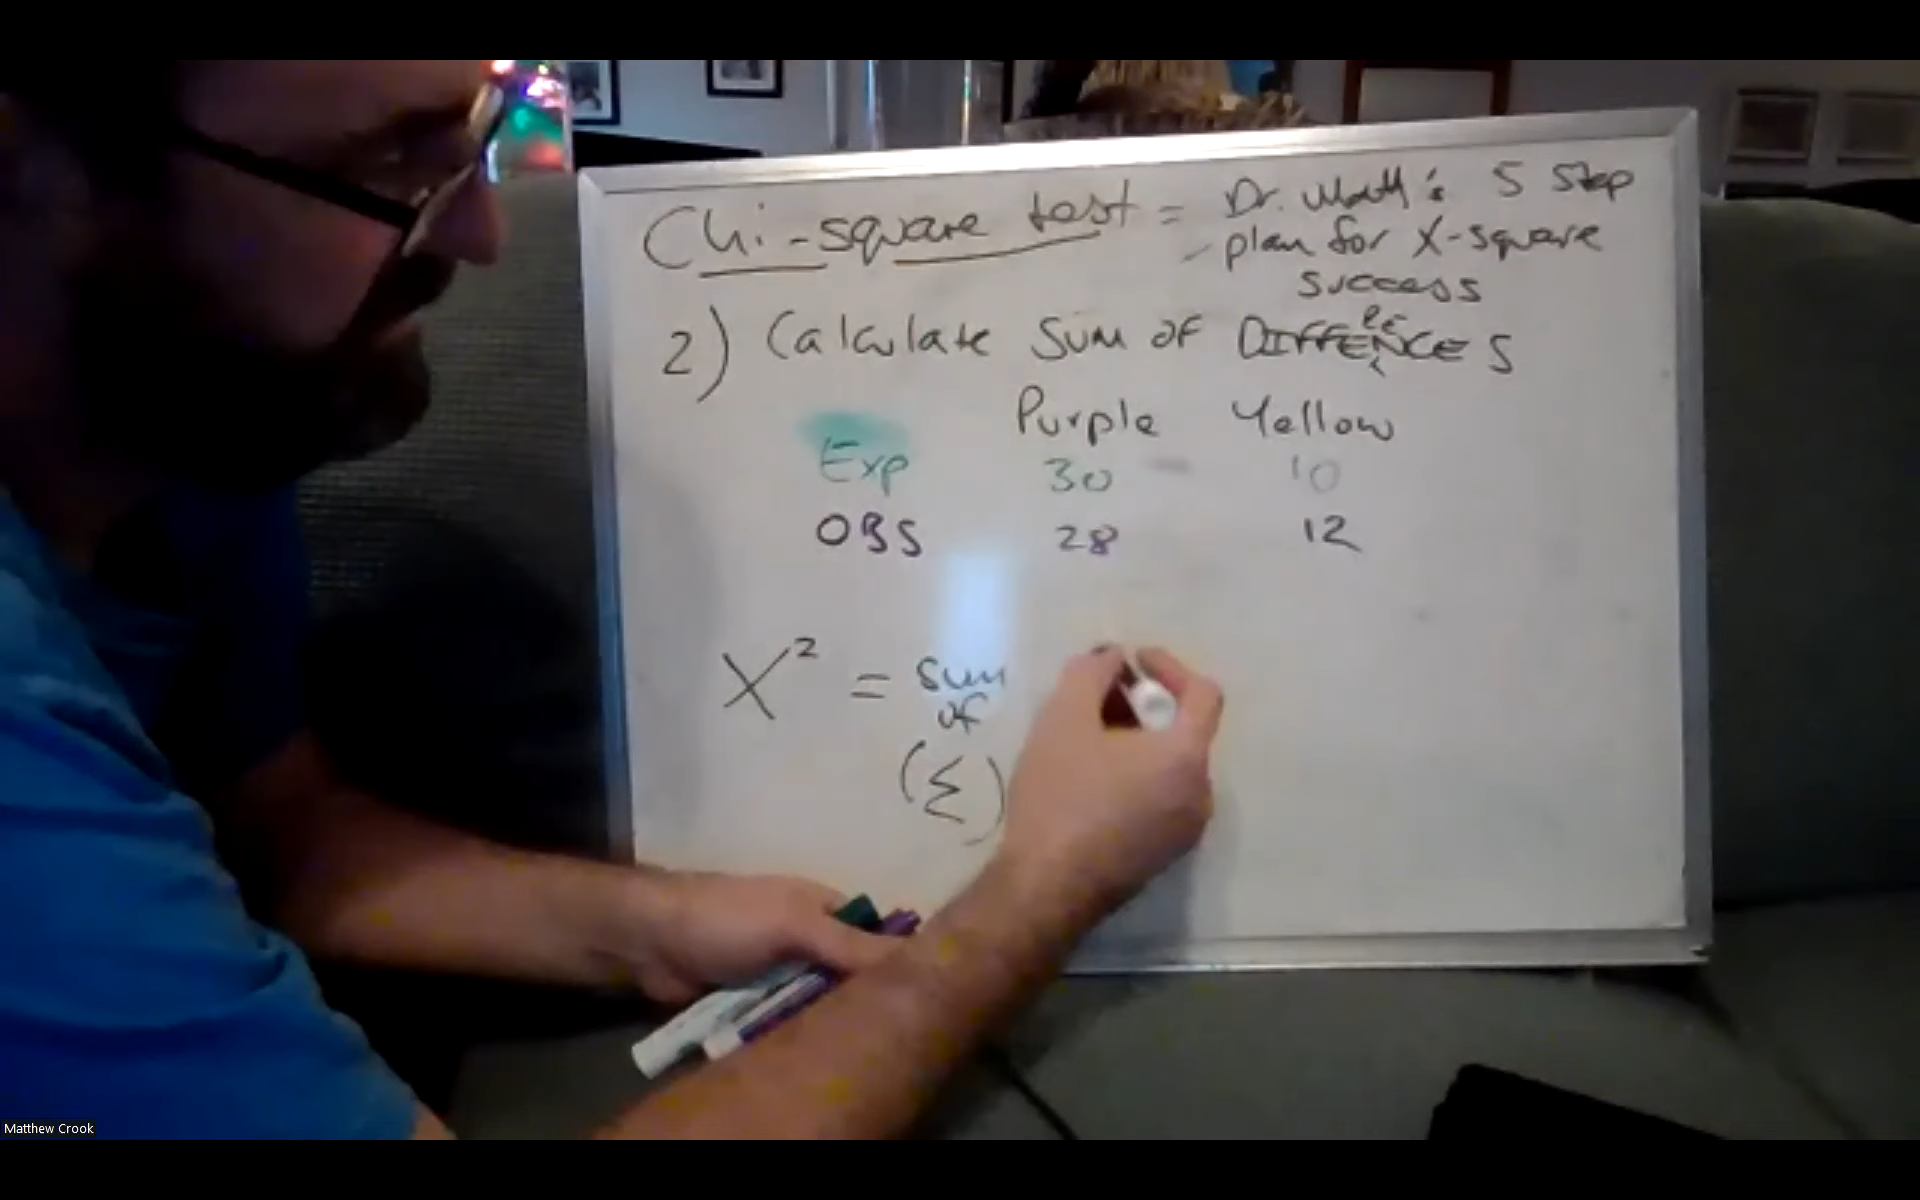 Chi-square test = Dr. Matt's 5 Step
plan for X-square
success
2) Calculate SUM OF DIFFERENCES
Purple Yellow
Exp 30 10
OBS 28 12
X² = sum
of
(Σ)
Matthew Crook